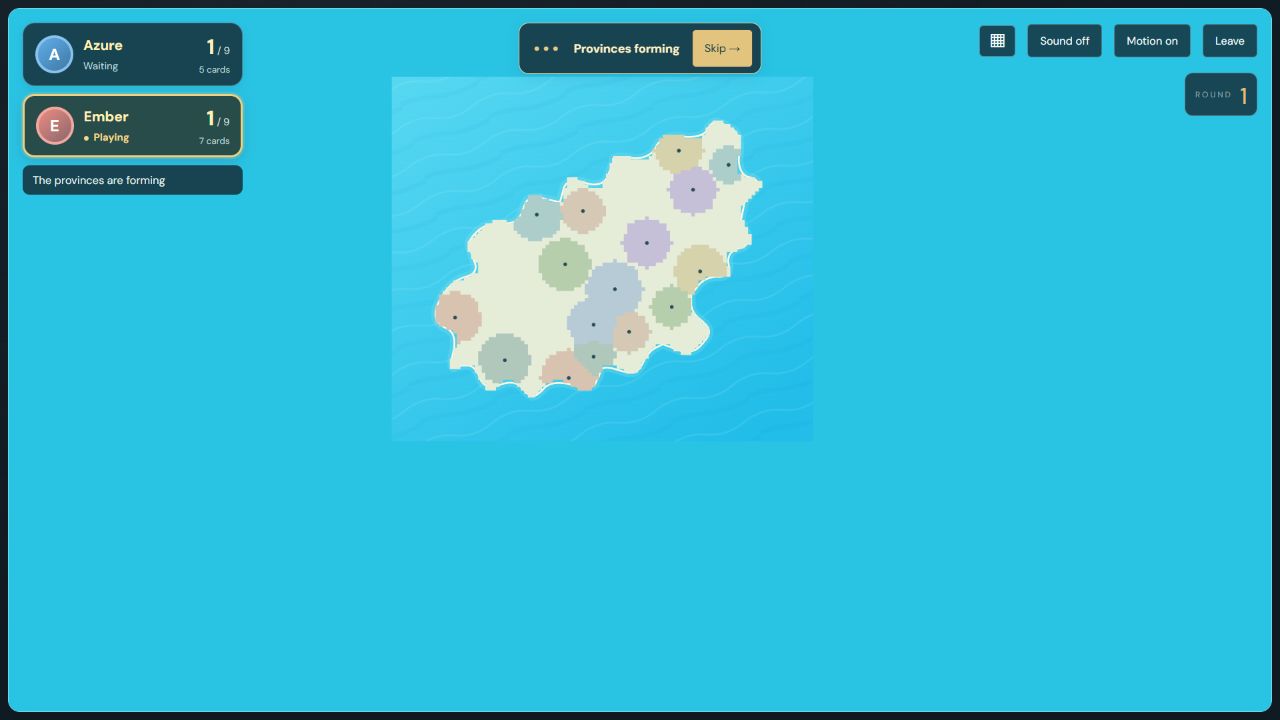 A
Azure
Waiting
1 / 9
5 cards
E
Ember
• Playing
1 / 9
7 cards
The provinces are forming
Provinces forming
Skip →
Sound off
Motion on
Leave
ROUND 1